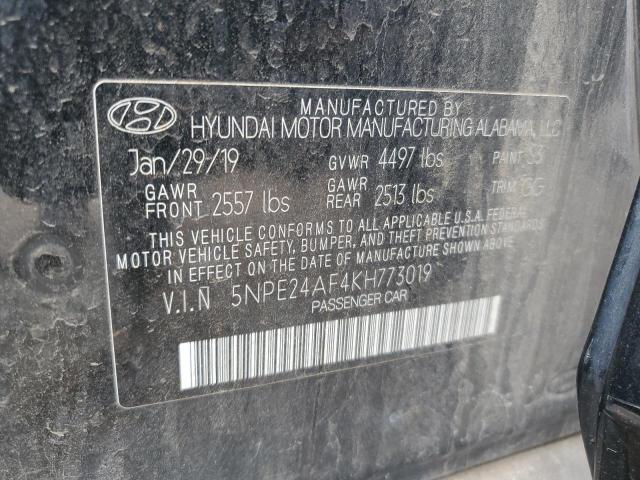 MANUFACTURED BY
HYUNDAI MOTOR MANUFACTURING ALABAMA, LLC
Jan/29/19 GVWR 4497 lbs PAINT S3
GAWR FRONT 2557 lbs GAWR REAR 2513 lbs TRIM GG
THIS VEHICLE CONFORMS TO ALL APPLICABLE U.S.A. FEDERAL
MOTOR VEHICLE SAFETY, BUMPER, AND THEFT PREVENTION STANDARDS
IN EFFECT ON THE DATE OF MANUFACTURE SHOWN ABOVE.
V.I.N 5NPE24AF4KH773019
PASSENGER CAR